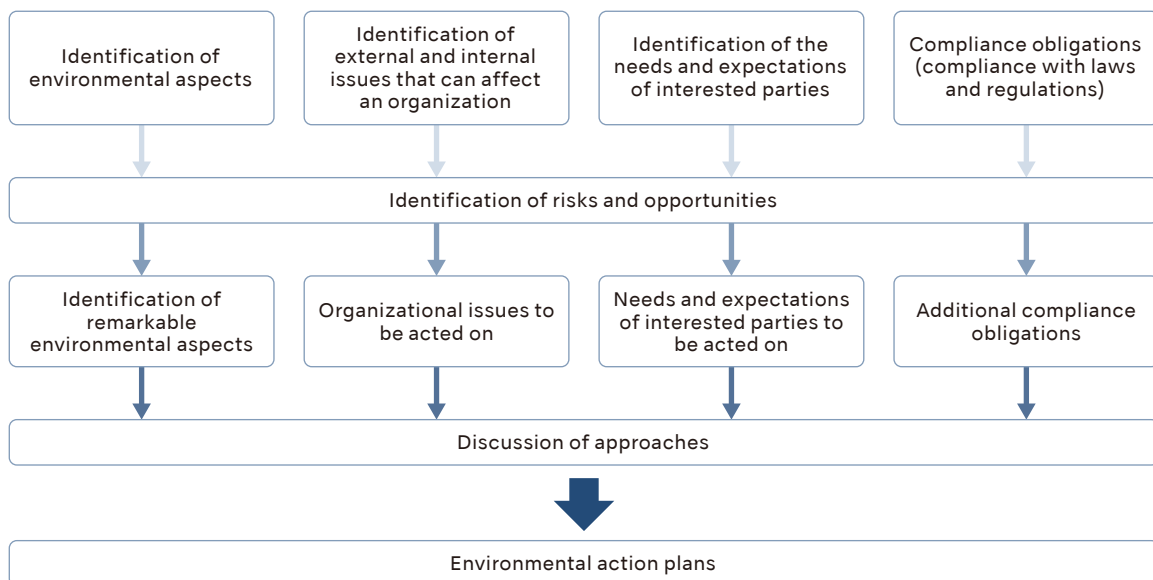 Identification of
environmental aspects
Identification of
external and internal
issues that can affect
an organization
Identification of the
needs and expectations
of interested parties
Compliance obligations
(compliance with laws
and regulations)
Identification of risks and opportunities
Identification of
remarkable
environmental aspects
Organizational issues to
be acted on
Needs and expectations
of interested parties to
be acted on
Additional compliance
obligations
Discussion of approaches
Environmental action plans